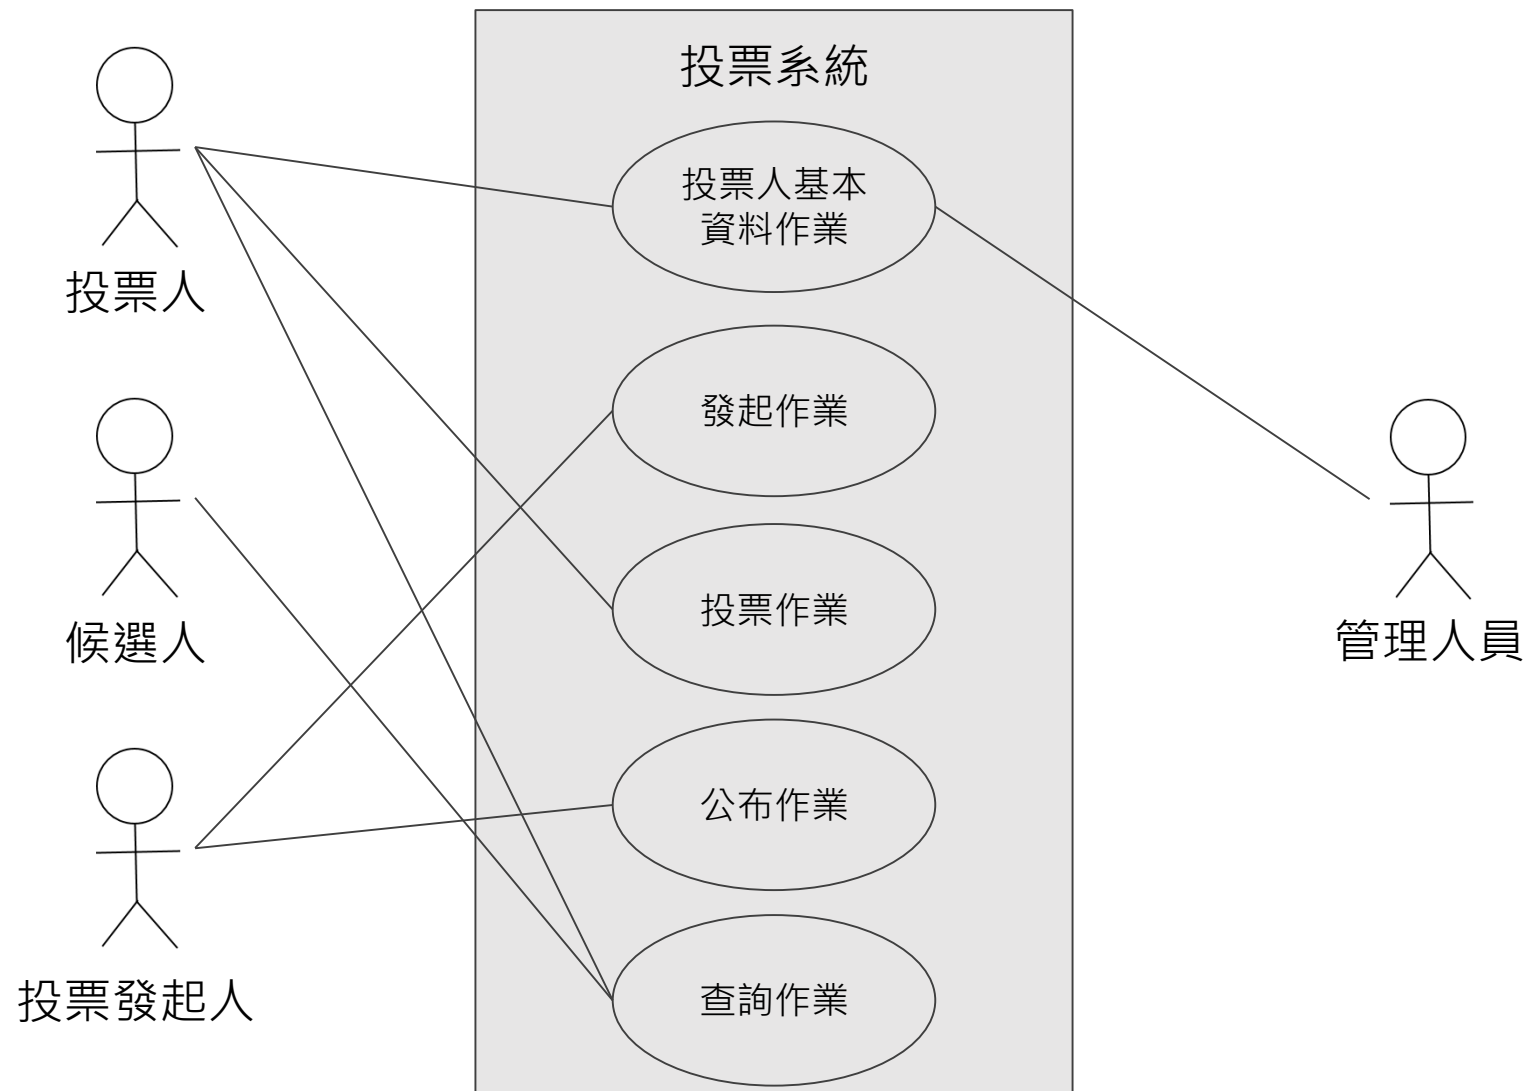 投票系統
投票人
投票人基本
資料作業
發起作業
候選人
投票作業
管理人員
投票發起人
公布作業
查詢作業